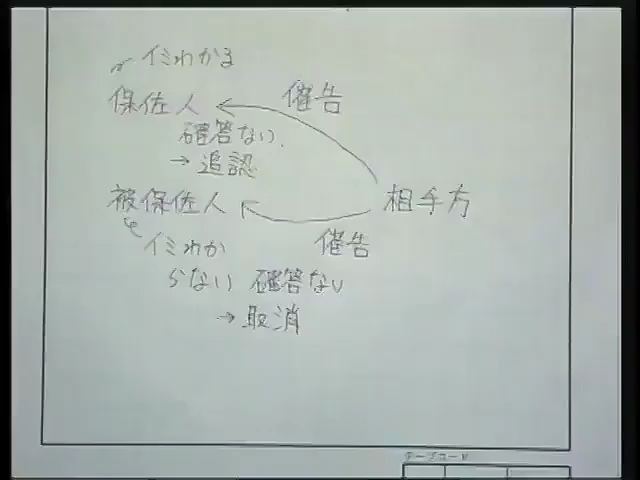 イミわかる
保佐人
催告
確答ない.
→ 追認
被保佐人
相手方
催告
イミわか
らない 確答ない
→ 取消
テープコード